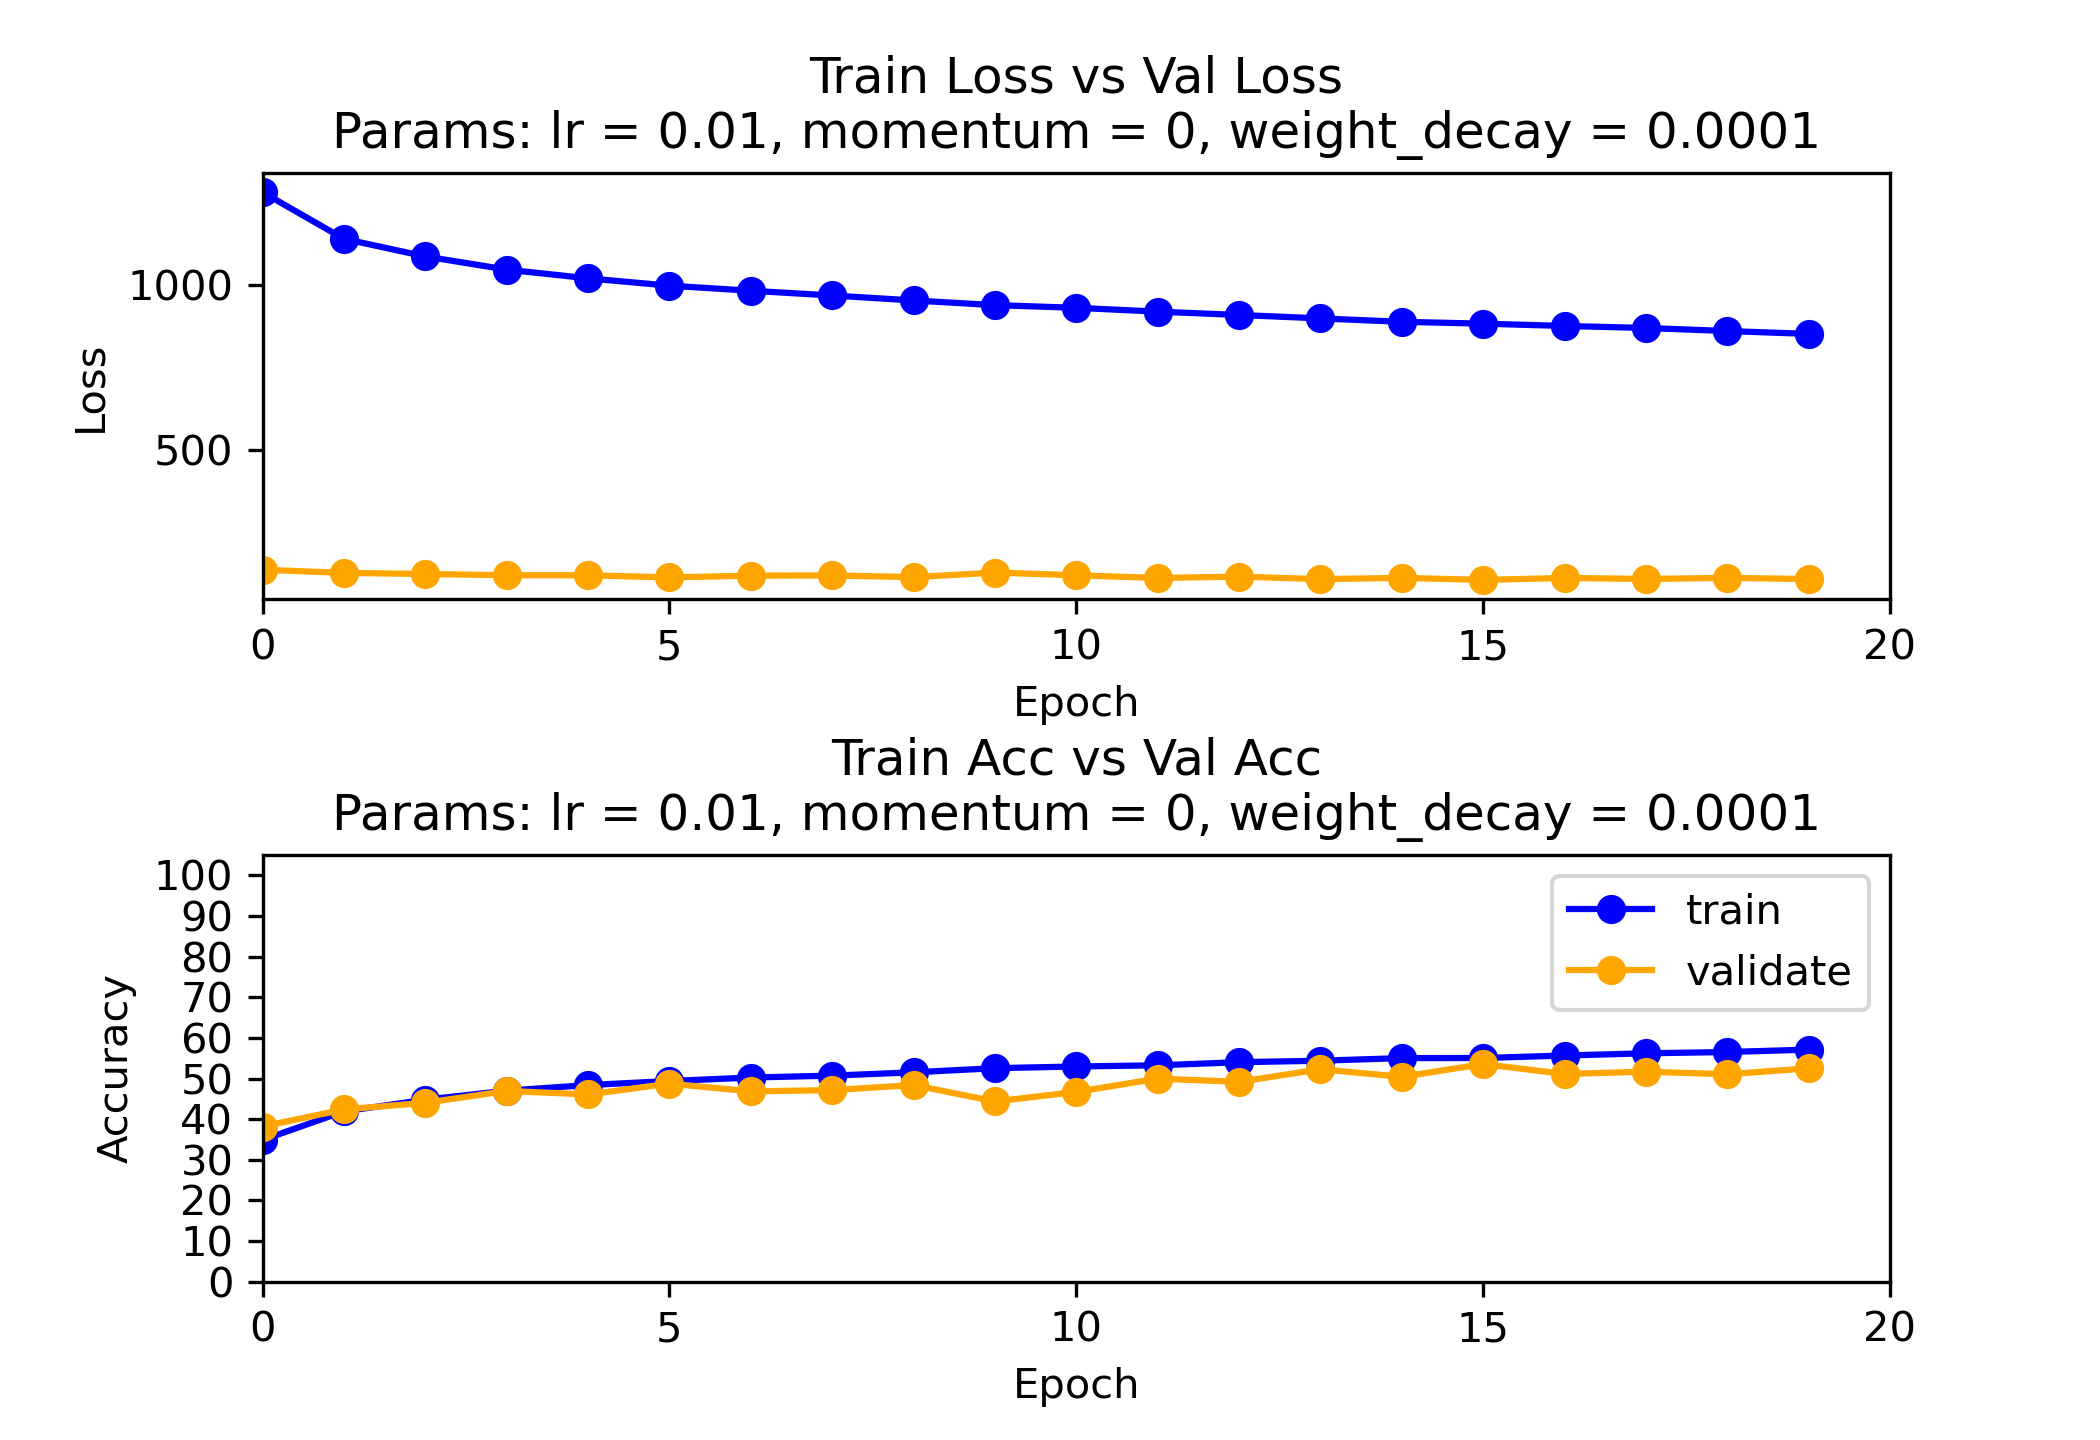 Train Loss vs Val Loss
Params: lr = 0.01, momentum = 0, weight_decay = 0.0001
1000
500
Loss
0 5 10 15 20
Epoch
Train Acc vs Val Acc
Params: lr = 0.01, momentum = 0, weight_decay = 0.0001
100
90
80
70
60
50
40
30
20
10
0
Accuracy
train
validate
0 5 10 15 20
Epoch